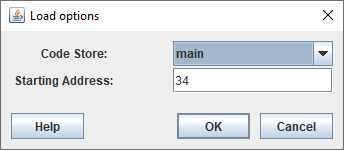 Load options
Code Store: main
Starting Address: 34
Help OK Cancel